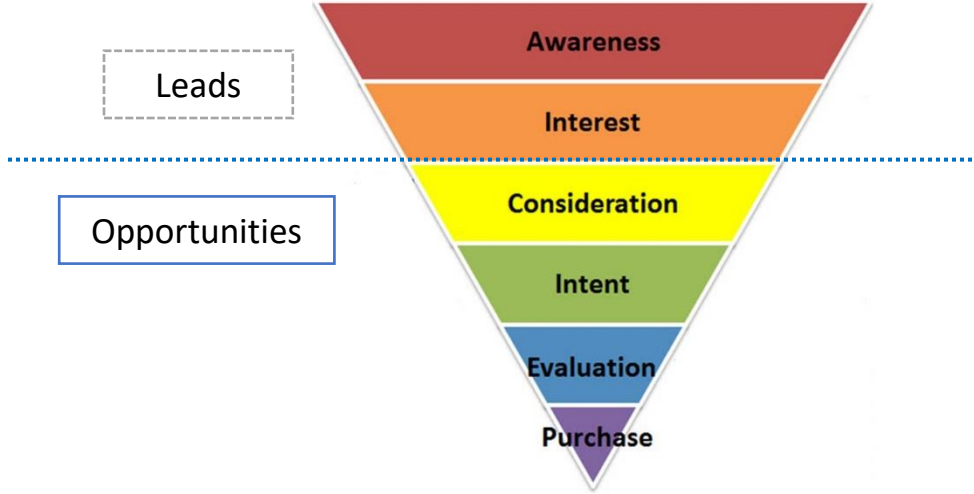 Awareness
Leads
Interest
Consideration
Opportunities
Intent
Evaluation
Purchase